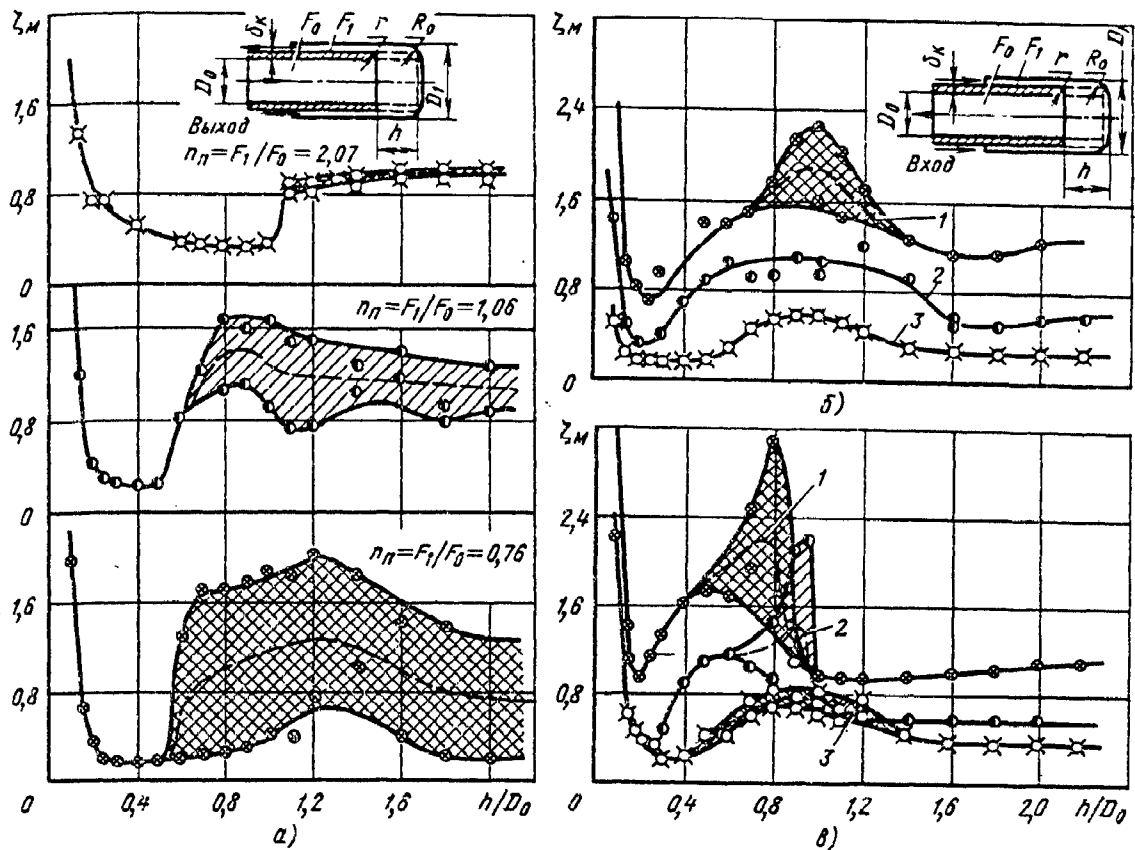 ζм
1,6
0,8
0
δк
F₀
F₁
r
R₀
D₀
D₁
h
Выход
nп=F₁/F₀=2,07
nп=F₁/F₀=1,06
1,6
0,8
0
nп=F₁/F₀=0,76
1,6
0,8
0
0,4
0,8
1,2
1,6
h/D₀
а)
ζм
2,4
1,6
0,8
0
δк
F₀
F₁
r
R₀
D₀
Вход
h
1
2
3
б)
ζм
2,4
1,6
0,8
0
1
2
3
0,4
0,8
1,2
1,6
2,0
h/D₀
в)